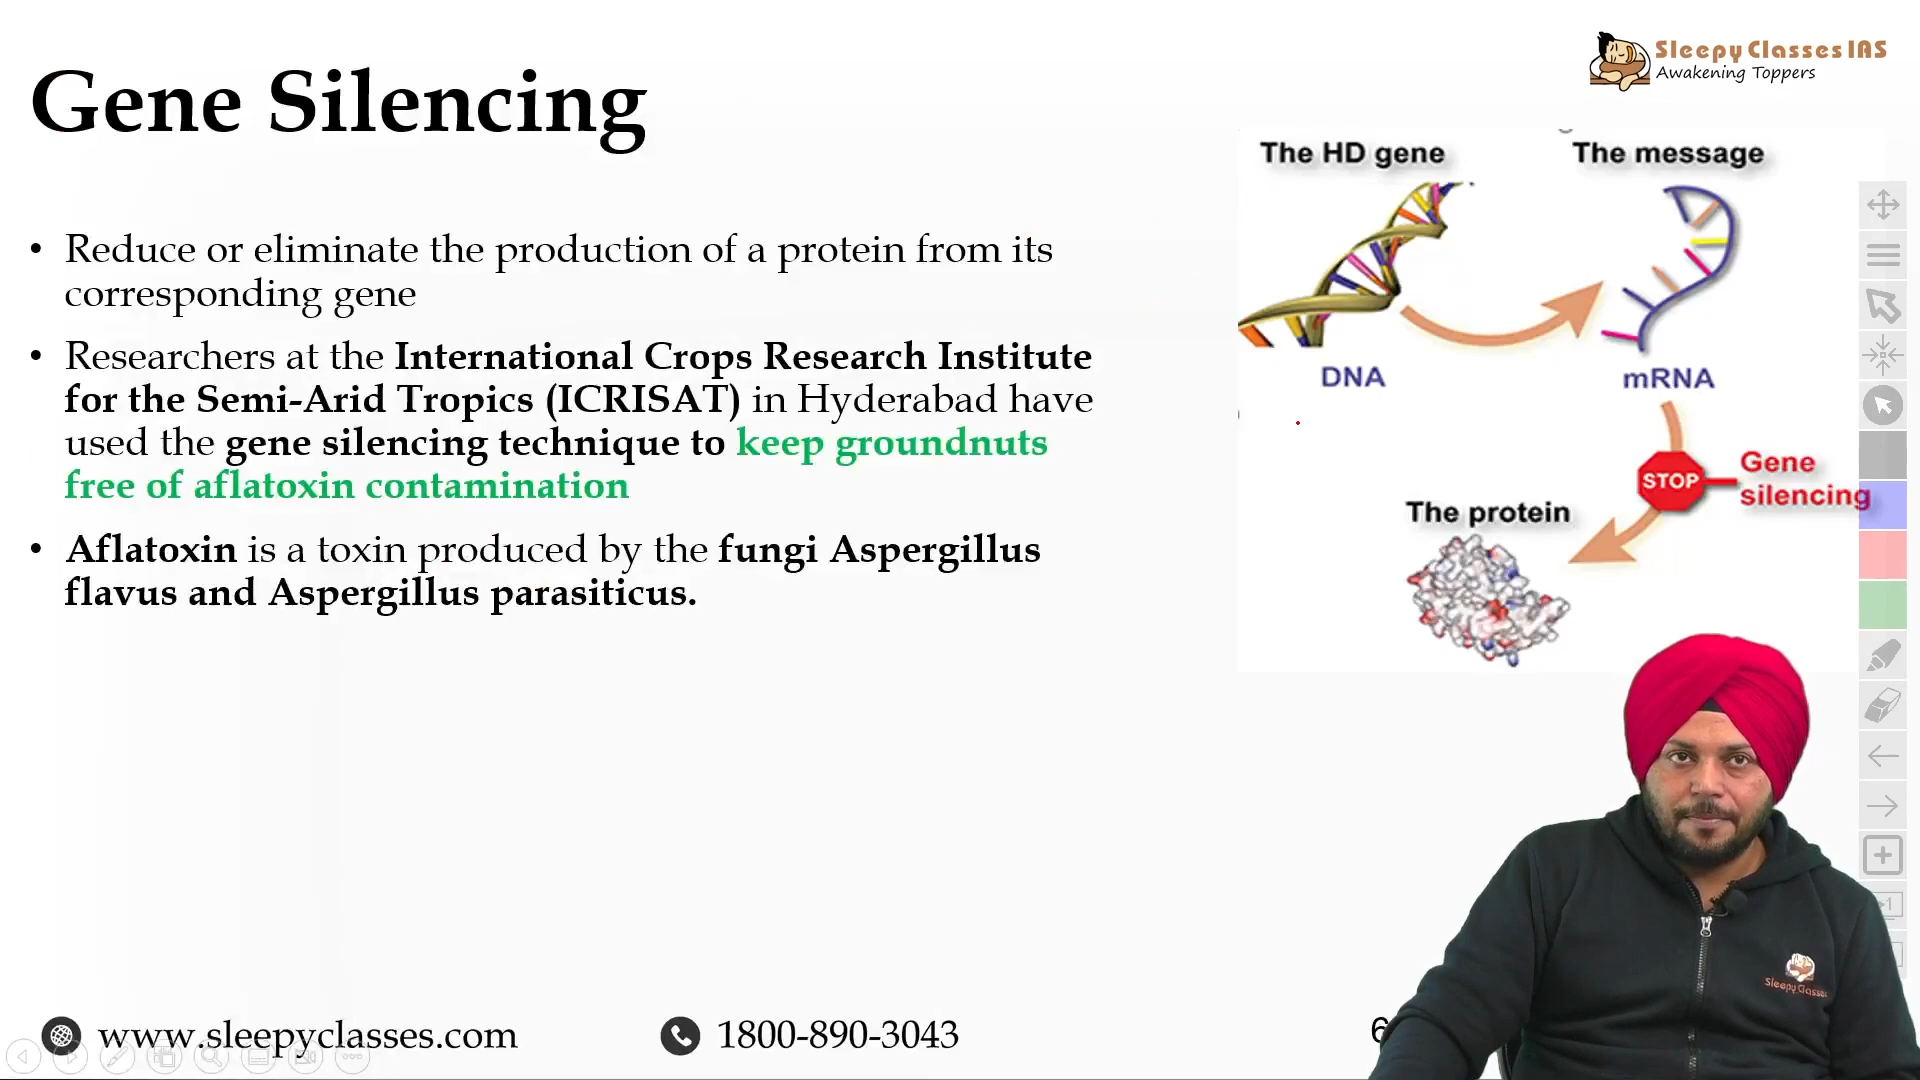 Sleepy Classes IAS
Awakening Toppers
Gene Silencing
• Reduce or eliminate the production of a protein from its
corresponding gene
• Researchers at the International Crops Research Institute
for the Semi-Arid Tropics (ICRISAT) in Hyderabad have
used the gene silencing technique to keep groundnuts
free of aflatoxin contamination
• Aflatoxin is a toxin produced by the fungi Aspergillus
flavus and Aspergillus parasiticus.
The HD gene
The message
DNA
mRNA
STOP
Gene
silencing
The protein
Sleepy Classes
www.sleepyclasses.com
1800-890-3043
6